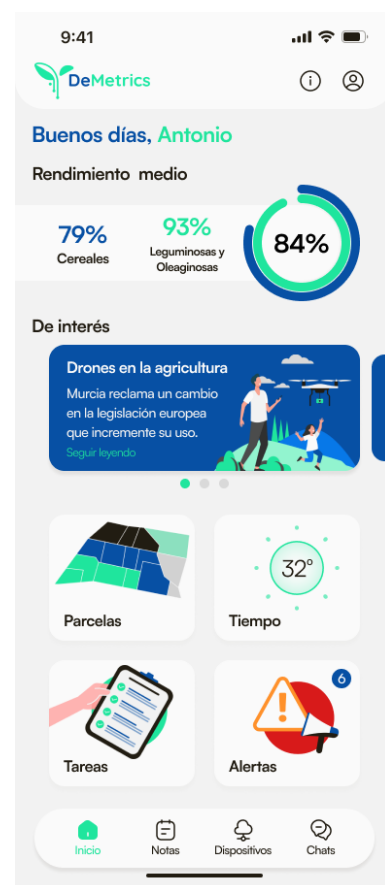 9:41
DeMetrics
Buenos días, Antonio
Rendimiento medio
79%
Cereales
93%
Leguminosas y
Oleaginosas
84%
De interés
Drones en la agricultura
Murcia reclama un cambio
en la legislación europea
que incremente su uso.
Seguir leyendo
Parcelas
32°
Tiempo
Tareas
6
Alertas
Inicio
Notas
Dispositivos
Chats